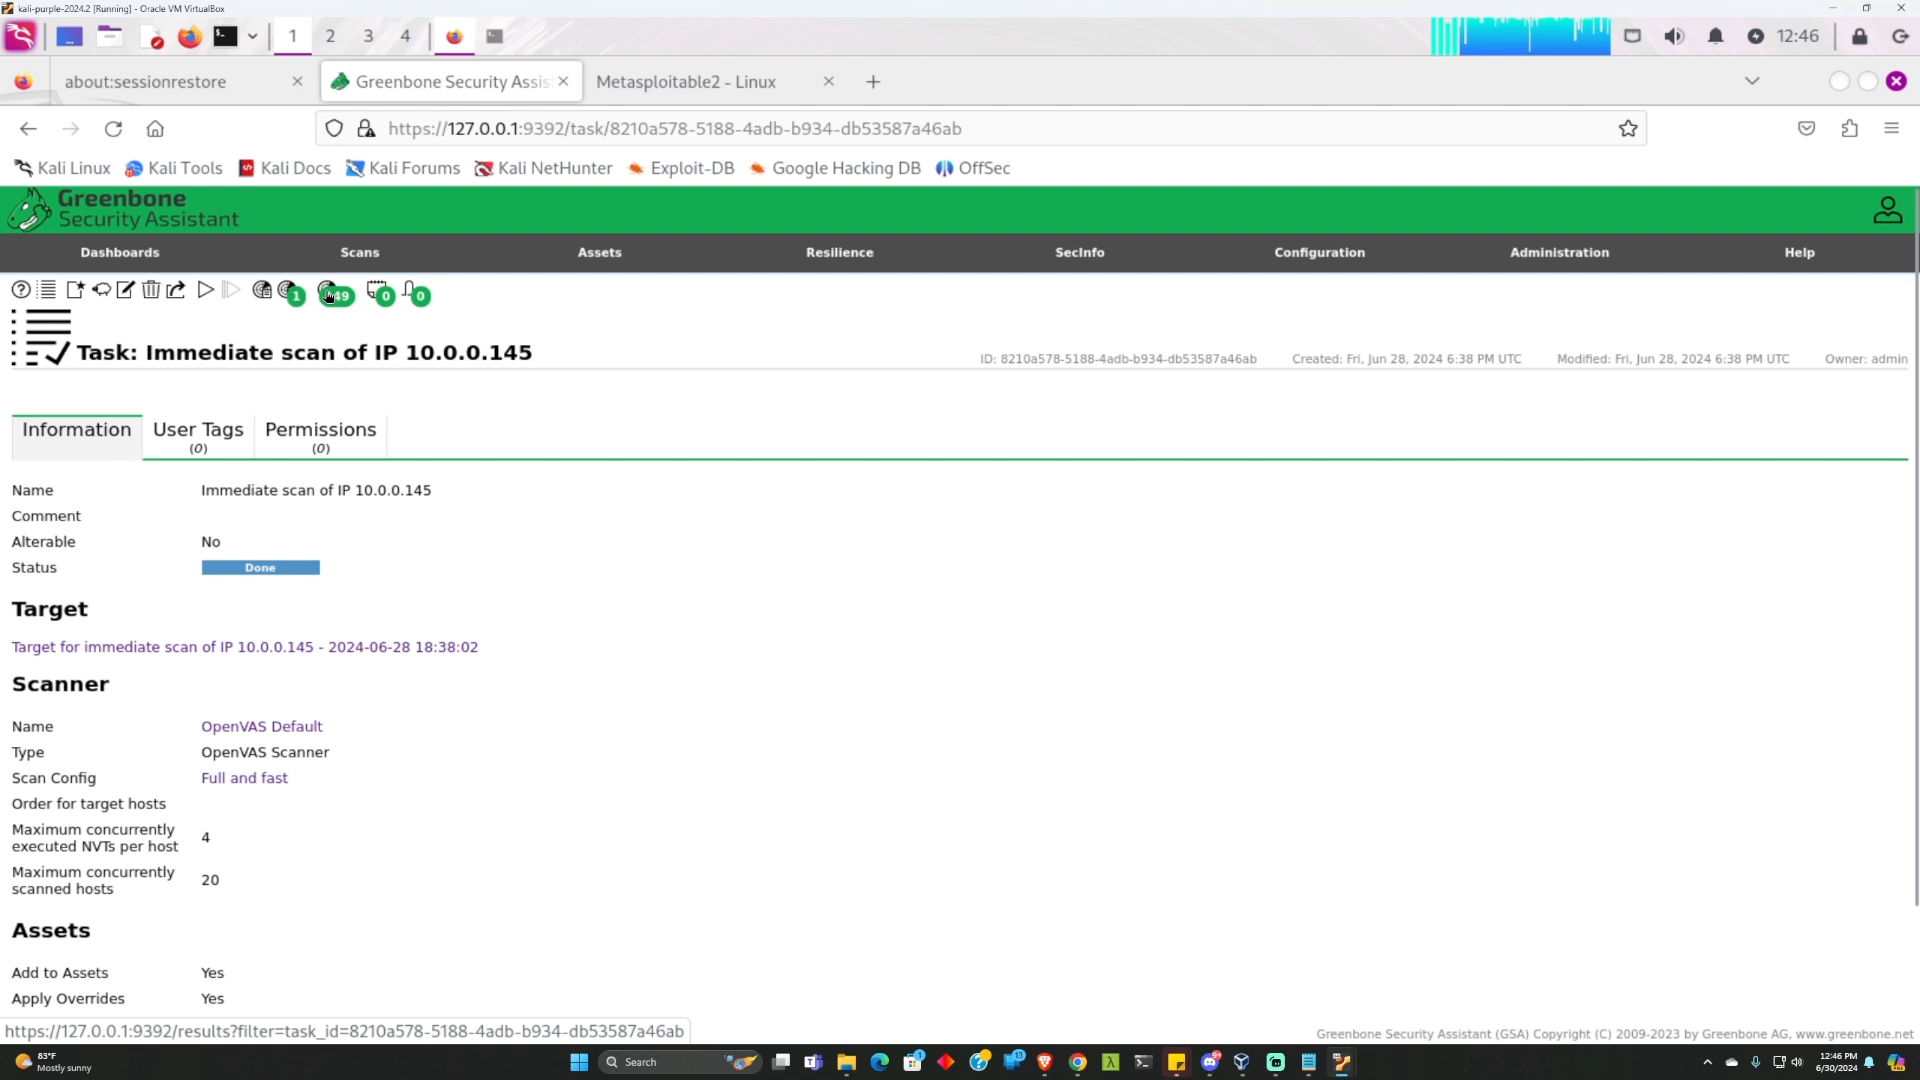 kali-purple-2024.2 [Running] - Oracle VM VirtualBox
1 2 3 4 12:46
about:sessionrestore Greenbone Security Assis Metasploitable2 - Linux
https://127.0.0.1:9392/task/8210a578-5188-4adb-b934-db53587a46ab
Kali Linux Kali Tools Kali Docs Kali Forums Kali NetHunter Exploit-DB Google Hacking DB OffSec
Greenbone
Security Assistant
Dashboards Scans Assets Resilience SecInfo Configuration Administration Help
1 49 0 0
Task: Immediate scan of IP 10.0.0.145 ID: 8210a578-5188-4adb-b934-db53587a46ab Created: Fri, Jun 28, 2024 6:38 PM UTC Modified: Fri, Jun 28, 2024 6:38 PM UTC Owner: admin
Information User Tags Permissions
(0) (0)
Name Immediate scan of IP 10.0.0.145
Comment
Alterable No
Status Done
Target
Target for immediate scan of IP 10.0.0.145 - 2024-06-28 18:38:02
Scanner
Name OpenVAS Default
Type OpenVAS Scanner
Scan Config Full and fast
Order for target hosts
Maximum concurrently
executed NVTs per host 4
Maximum concurrently
scanned hosts 20
Assets
Add to Assets Yes
Apply Overrides Yes
https://127.0.0.1:9392/results?filter=task_id=8210a578-5188-4adb-b934-db53587a46ab
Greenbone Security Assistant (GSA) Copyright (C) 2009-2023 by Greenbone AG, www.greenbone.net
83°F
Mostly sunny
Search
12:46 PM
6/30/2024